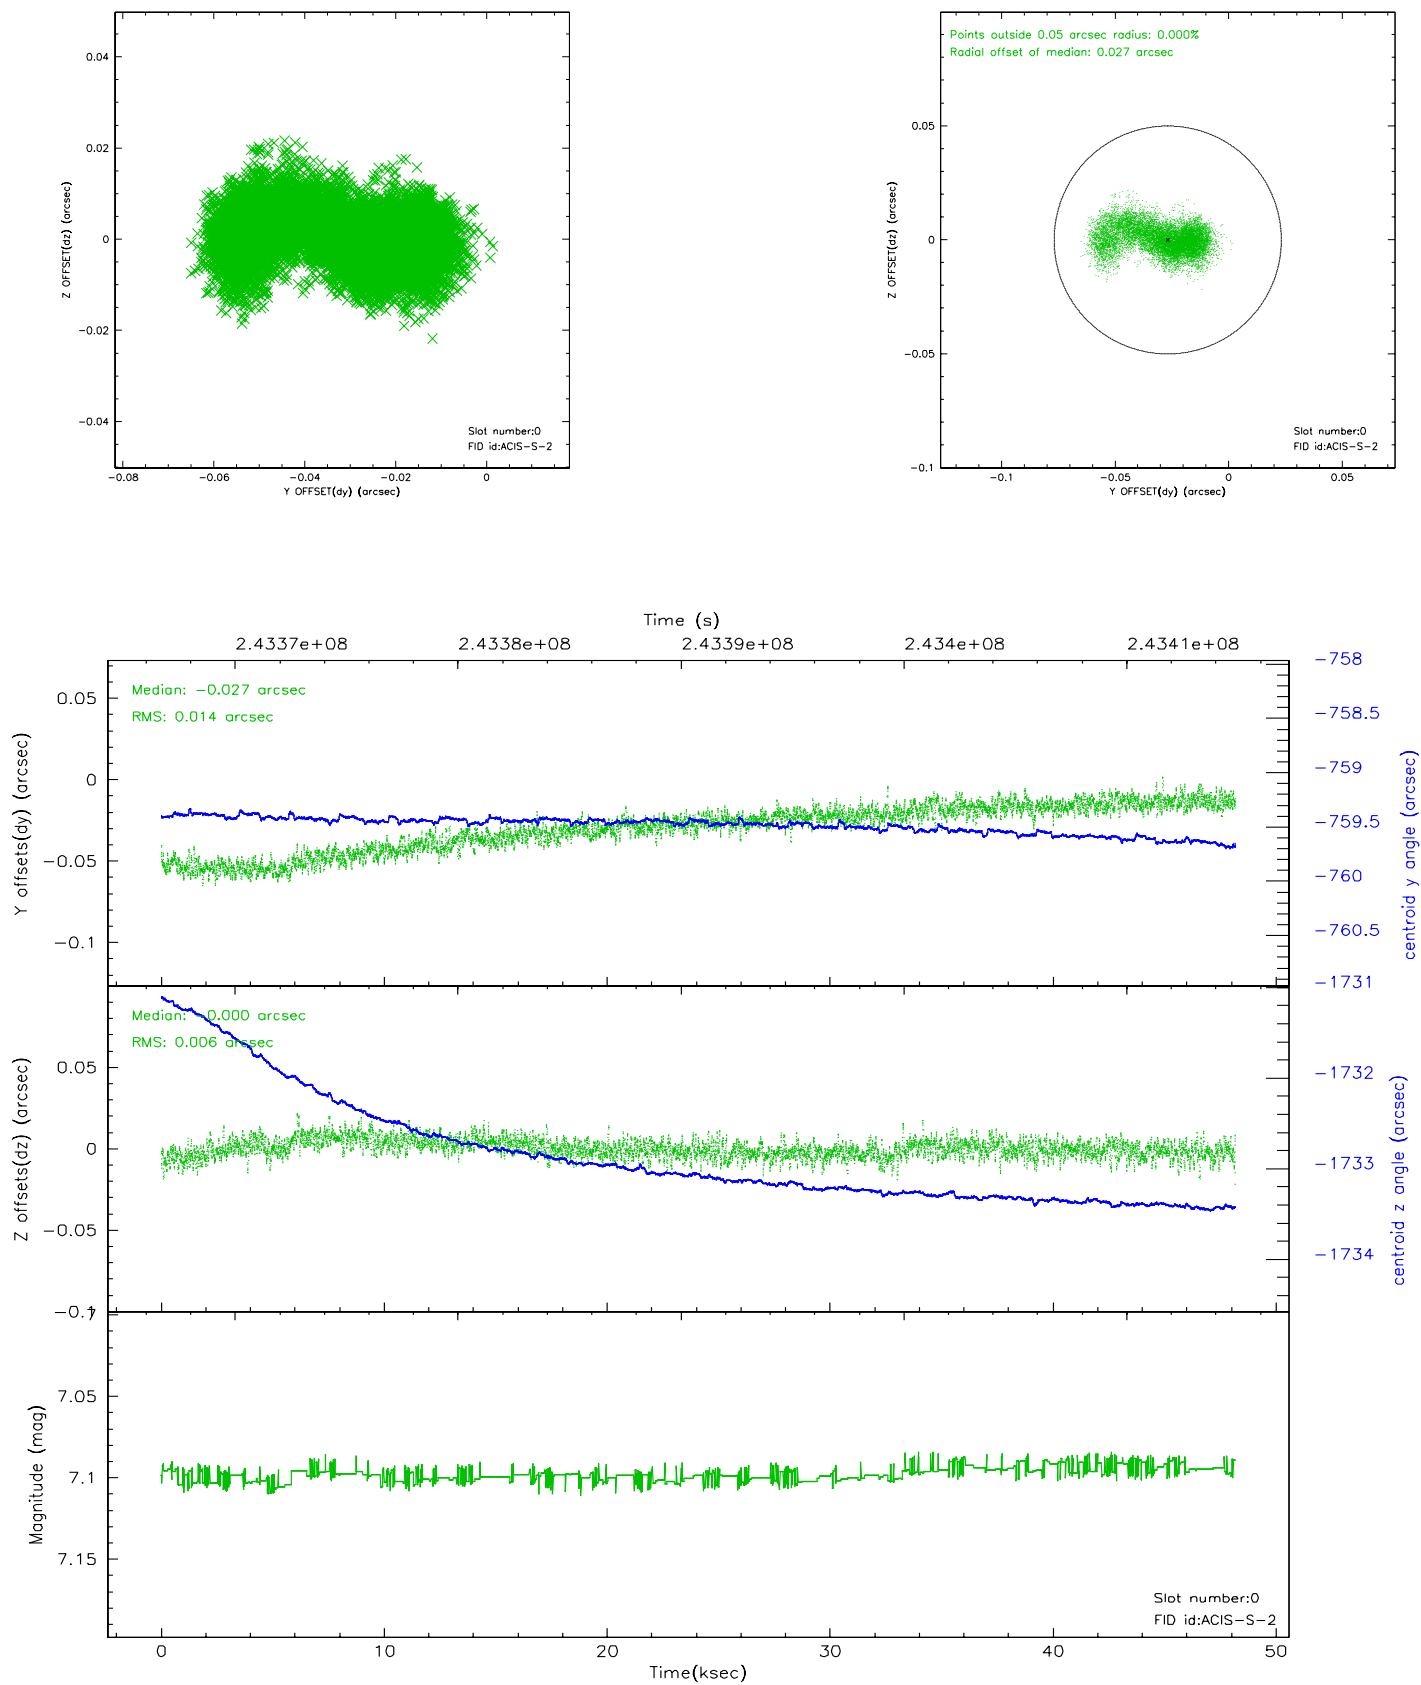 0.04
0.02
0
-0.02
-0.04
Z OFFSET(dz) (arcsec)
Slot number:0
FID id:ACIS-S-2
-0.08 -0.06 -0.04 -0.02 0
Y OFFSET(dy) (arcsec)
Points outside 0.05 arcsec radius: 0.000%
Radial offset of median: 0.027 arcsec
0.05
0
-0.05
-0.1
Z OFFSET(dz) (arcsec)
Slot number:0
FID id:ACIS-S-2
-0.1 -0.05 0 0.05
Y OFFSET(dy) (arcsec)
Time (s)
2.4337e+08 2.4338e+08 2.4339e+08 2.434e+08 2.4341e+08
Median: -0.027 arcsec
RMS: 0.014 arcsec
0.05
0
-0.05
-0.1
Y offsets(dy) (arcsec)
-758
-758.5
-759
-759.5
-760
-760.5
centroid y angle (arcsec)
Median: -0.000 arcsec
RMS: 0.006 arcsec
0.05
0
-0.05
-0.1
Z offsets(dz) (arcsec)
-1731
-1732
-1733
-1734
centroid z angle (arcsec)
7
7.05
7.1
7.15
Magnitude (mag)
Slot number:0
FID id:ACIS-S-2
0 10 20 30 40 50
Time(ksec)